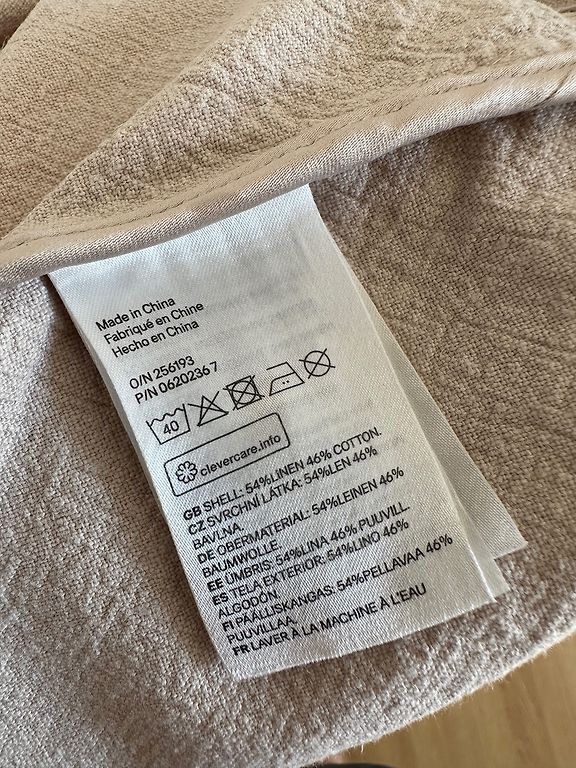 Made in China
Fabriqué en Chine
Hecho en China
O/N 256193
P/N 06202367
40
clevercare.info
GB SHELL: 54%LINEN 46% COTTON.
CZ SVRCHNÍ LÁTKA: 54%LEN 46%
BAVLNA.
DE OBERMATERIAL: 54%LEINEN 46%
BAUMWOLLE.
EE ÜMBRIS: 54%LINA 46% PUUVILL.
ES TELA EXTERIOR: 54%LINO 46%
ALGODÓN.
FI PÄÄLLISKANGAS: 54%PELLAVAA 46%
PUUVILLAA.
FR LAVER À LA MACHINE À L'EAU